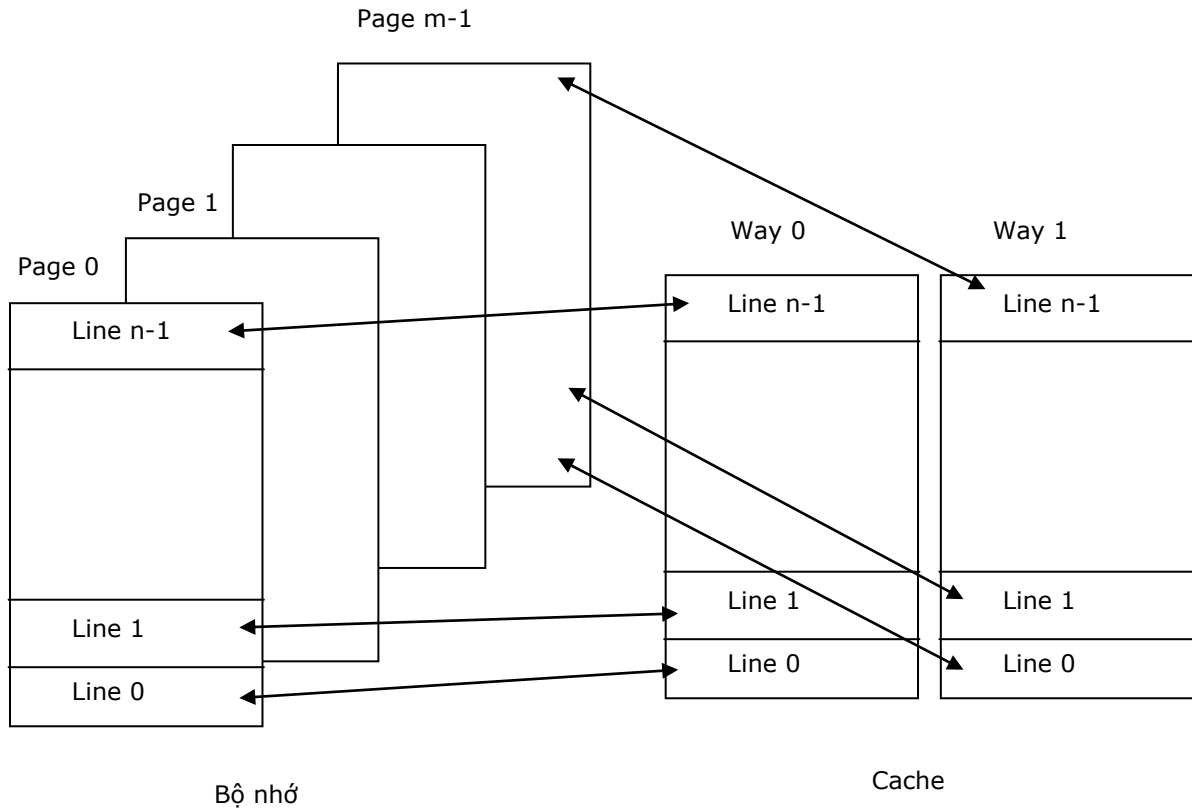 Page m-1
Page 1
Page 0
Way 0
Way 1
Line n-1
Line n-1
Line n-1
Line 1
Line 1
Line 1
Line 0
Line 0
Line 0
Bộ nhớ
Cache